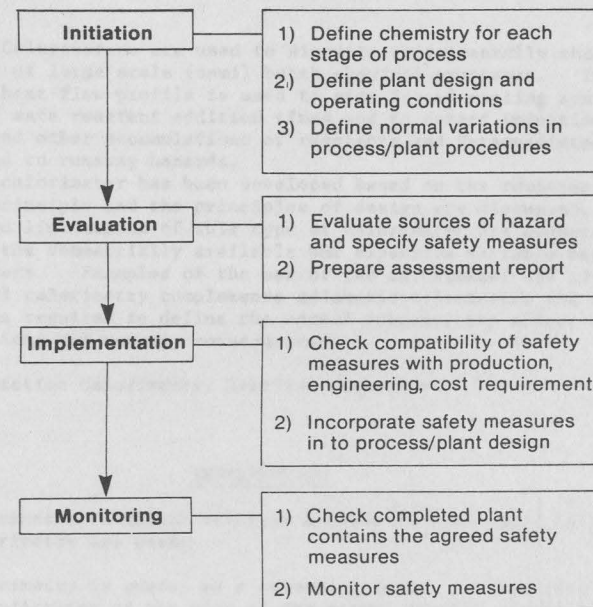 Initiation
1) Define chemistry for each
stage of process
2) Define plant design and
operating conditions
3) Define normal variations in
process/plant procedures
Evaluation
1) Evaluate sources of hazard
and specify safety measures
2) Prepare assessment report
Implementation
1) Check compatibility of safety
measures with production,
engineering, cost requirement
2) Incorporate safety measures
in to process/plant design
Monitoring
1) Check completed plant
contains the agreed safety
measures
2) Monitor safety measures